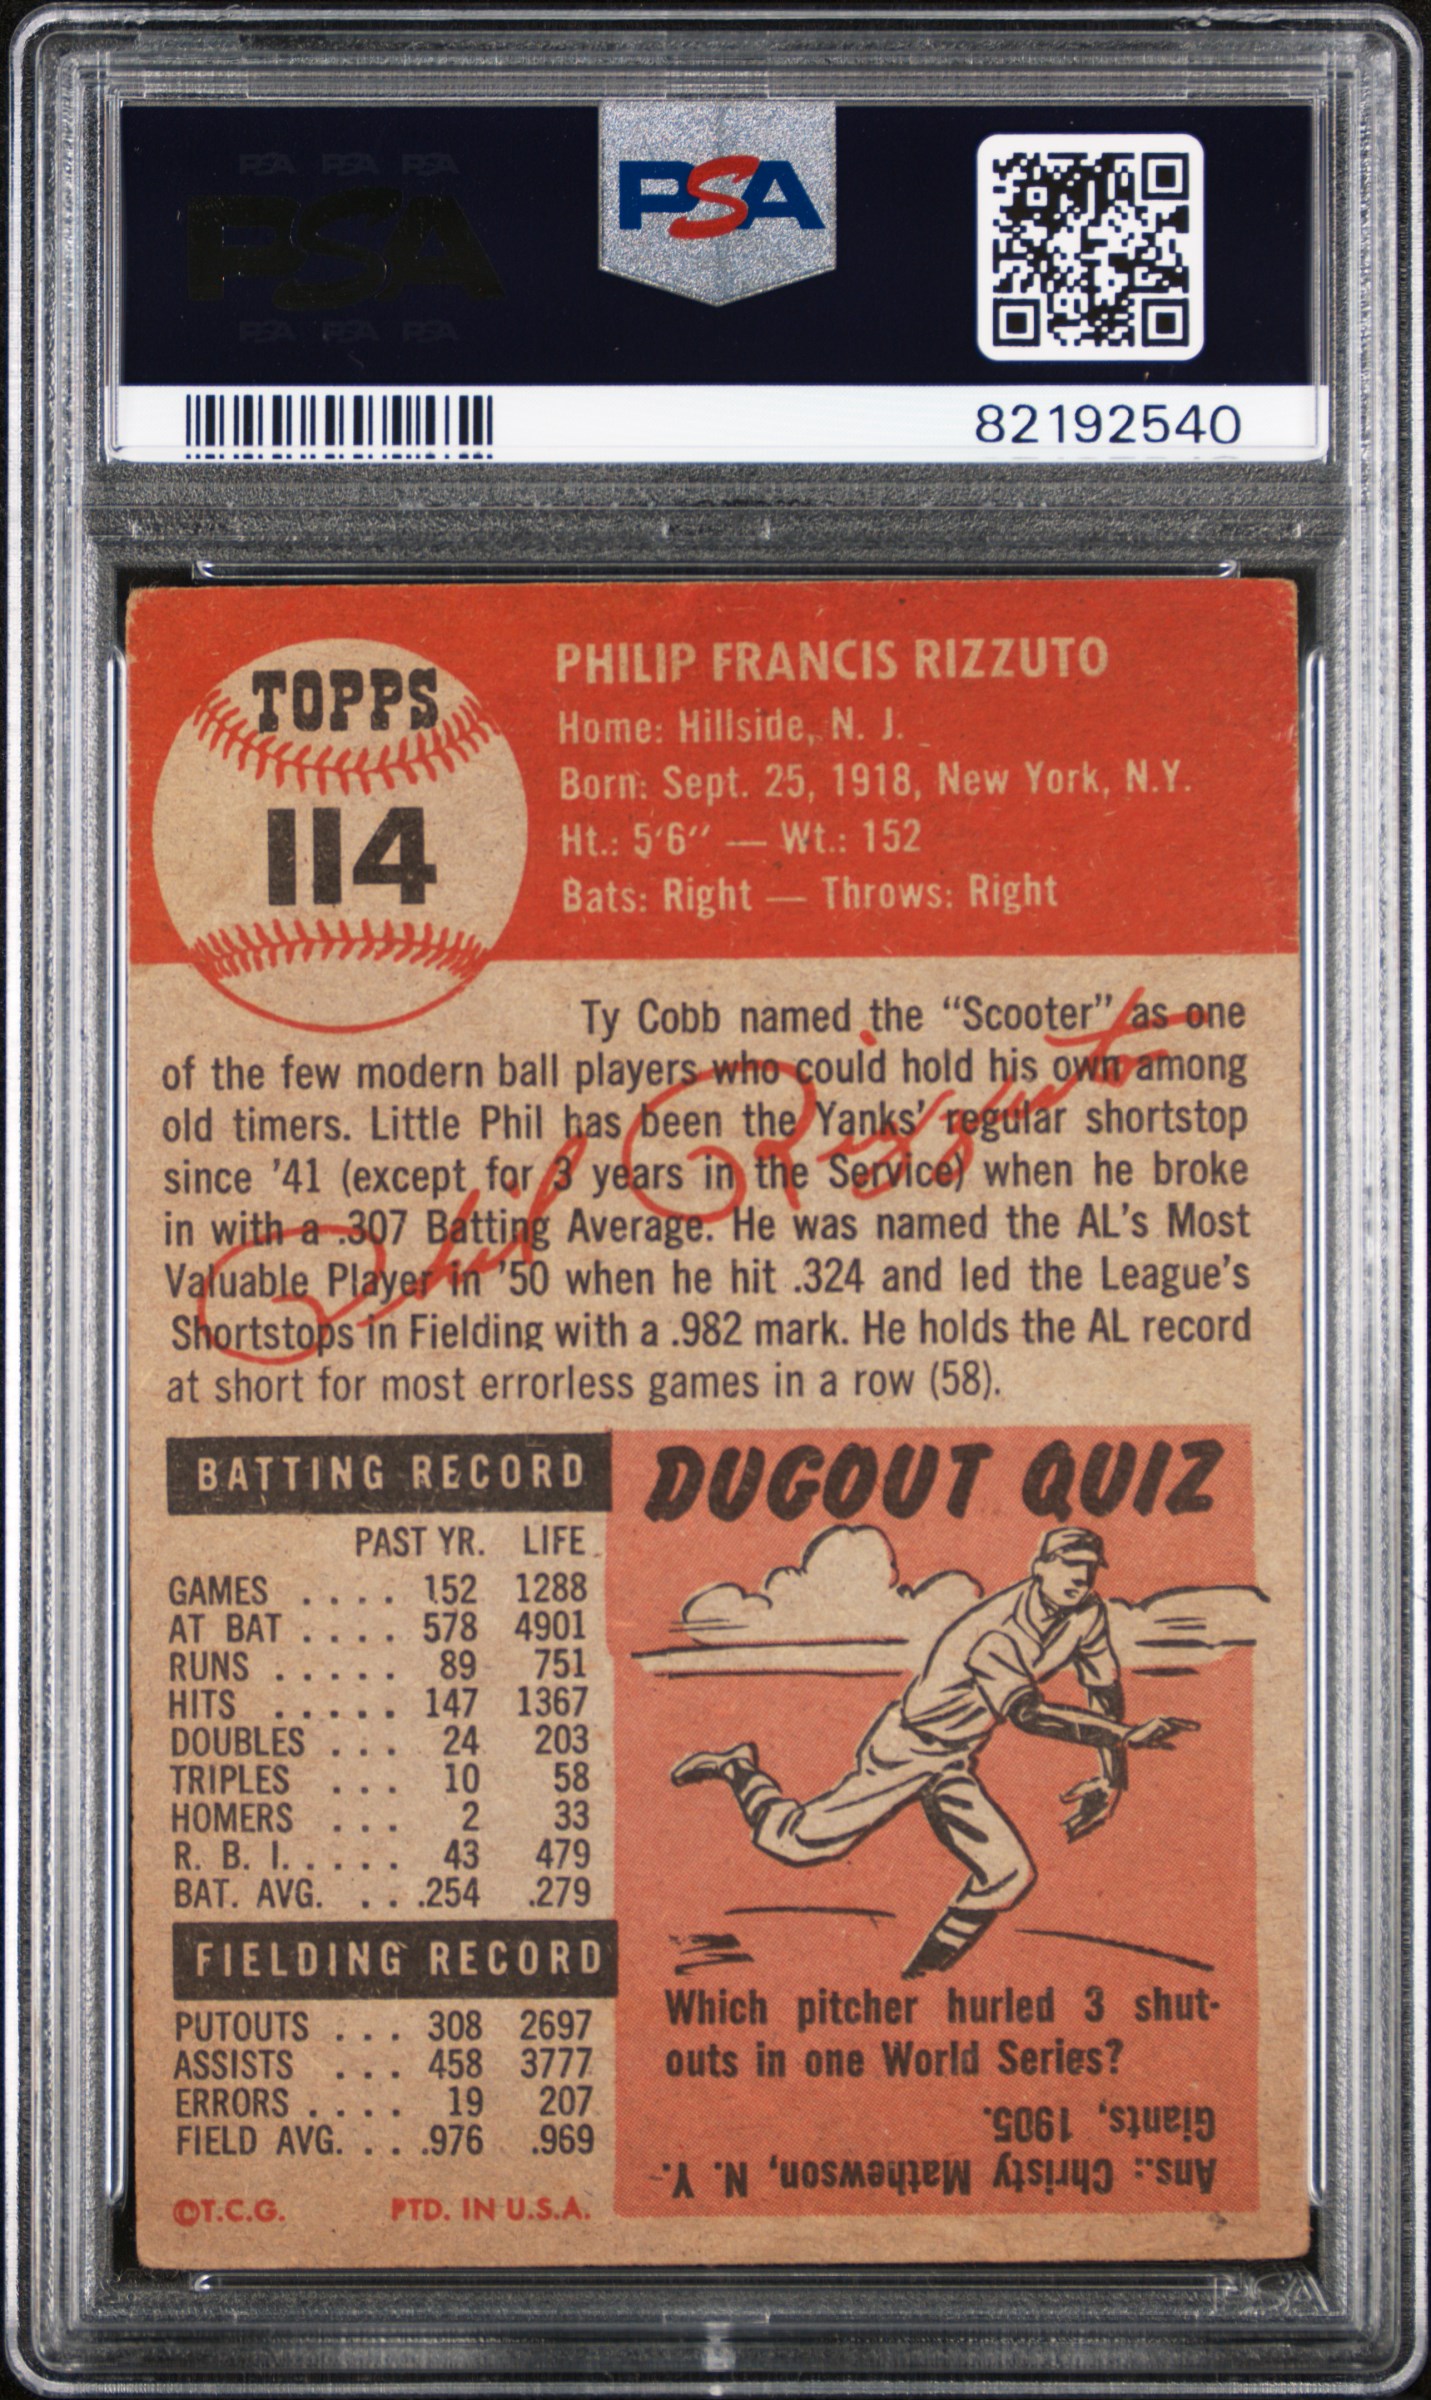 PSA PSA PSA
PSA
PSA PSA PSA
PSA
82192540
TOPPS
114
PHILIP FRANCIS RIZZUTO
Home: Hillside, N. J.
Born: Sept. 25, 1918, New York, N.Y.
Ht.: 5'6" — Wt.: 152
Bats: Right — Throws: Right
Ty Cobb named the “Scooter” as one
of the few modern ball players who could hold his own among
old timers. Little Phil has been the Yanks’ regular shortstop
since ’41 (except for 3 years in the Service) when he broke
in with a .307 Batting Average. He was named the AL’s Most
Valuable Player in ’50 when he hit .324 and led the League’s
Shortstops in Fielding with a .982 mark. He holds the AL record
at short for most errorless games in a row (58).
Phil Rizzuto
BATTING RECORD
PAST YR. LIFE
GAMES . . . . 152 1288
AT BAT . . . . 578 4901
RUNS . . . . . 89 751
HITS . . . . . 147 1367
DOUBLES . . . 24 203
TRIPLES . . . 10 58
HOMERS . . . 2 33
R. B. I. . . . . 43 479
BAT. AVG. . . .254 .279
FIELDING RECORD
PUTOUTS . . . 308 2697
ASSISTS . . . 458 3777
ERRORS . . . . 19 207
FIELD AVG. . . .976 .969
©T.C.G. PTD. IN U.S.A.
DUGOUT QUIZ
Which pitcher hurled 3 shut-
outs in one World Series?
Ans.: Christy Mathewson, N. Y.
Giants, 1905.
PSA